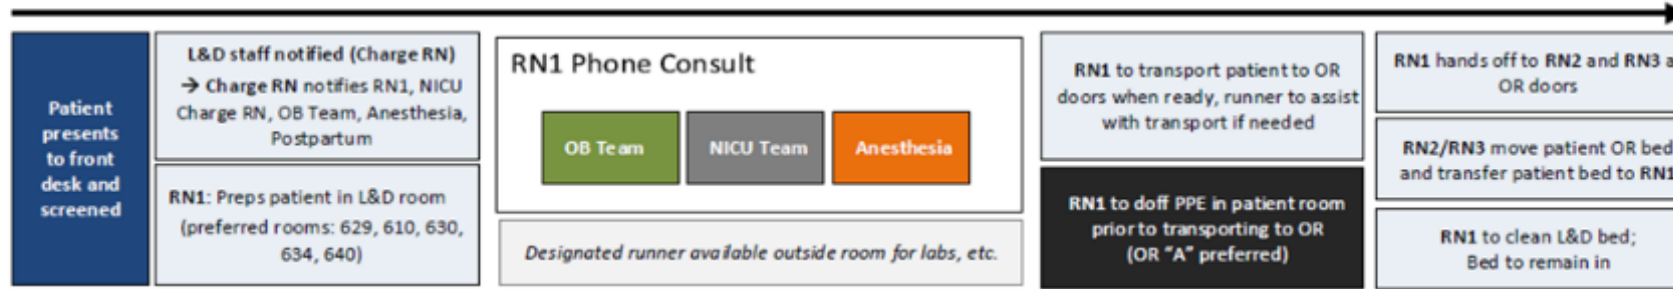 Patient
presents
to front
desk and
screened
L&D staff notified (Charge RN)
→ Charge RN notifies RN1, NICU
Charge RN, OB Team, Anesthesia,
Postpartum
RN1: Preps patient in L&D room
(preferred rooms: 629, 610, 630,
634, 640)
RN1 Phone Consult
OB Team
NICU Team
Anesthesia
Designated runner available outside room for labs, etc.
RN1 to transport patient to OR
doors when ready, runner to assist
with transport if needed
RN1 to doff PPE in patient room
prior to transporting to OR
(OR “A” preferred)
RN1 hands off to RN2 and RN3 a
OR doors
RN2/RN3 move patient OR bed
and transfer patient bed to RN1
RN1 to clean L&D bed;
Bed to remain in